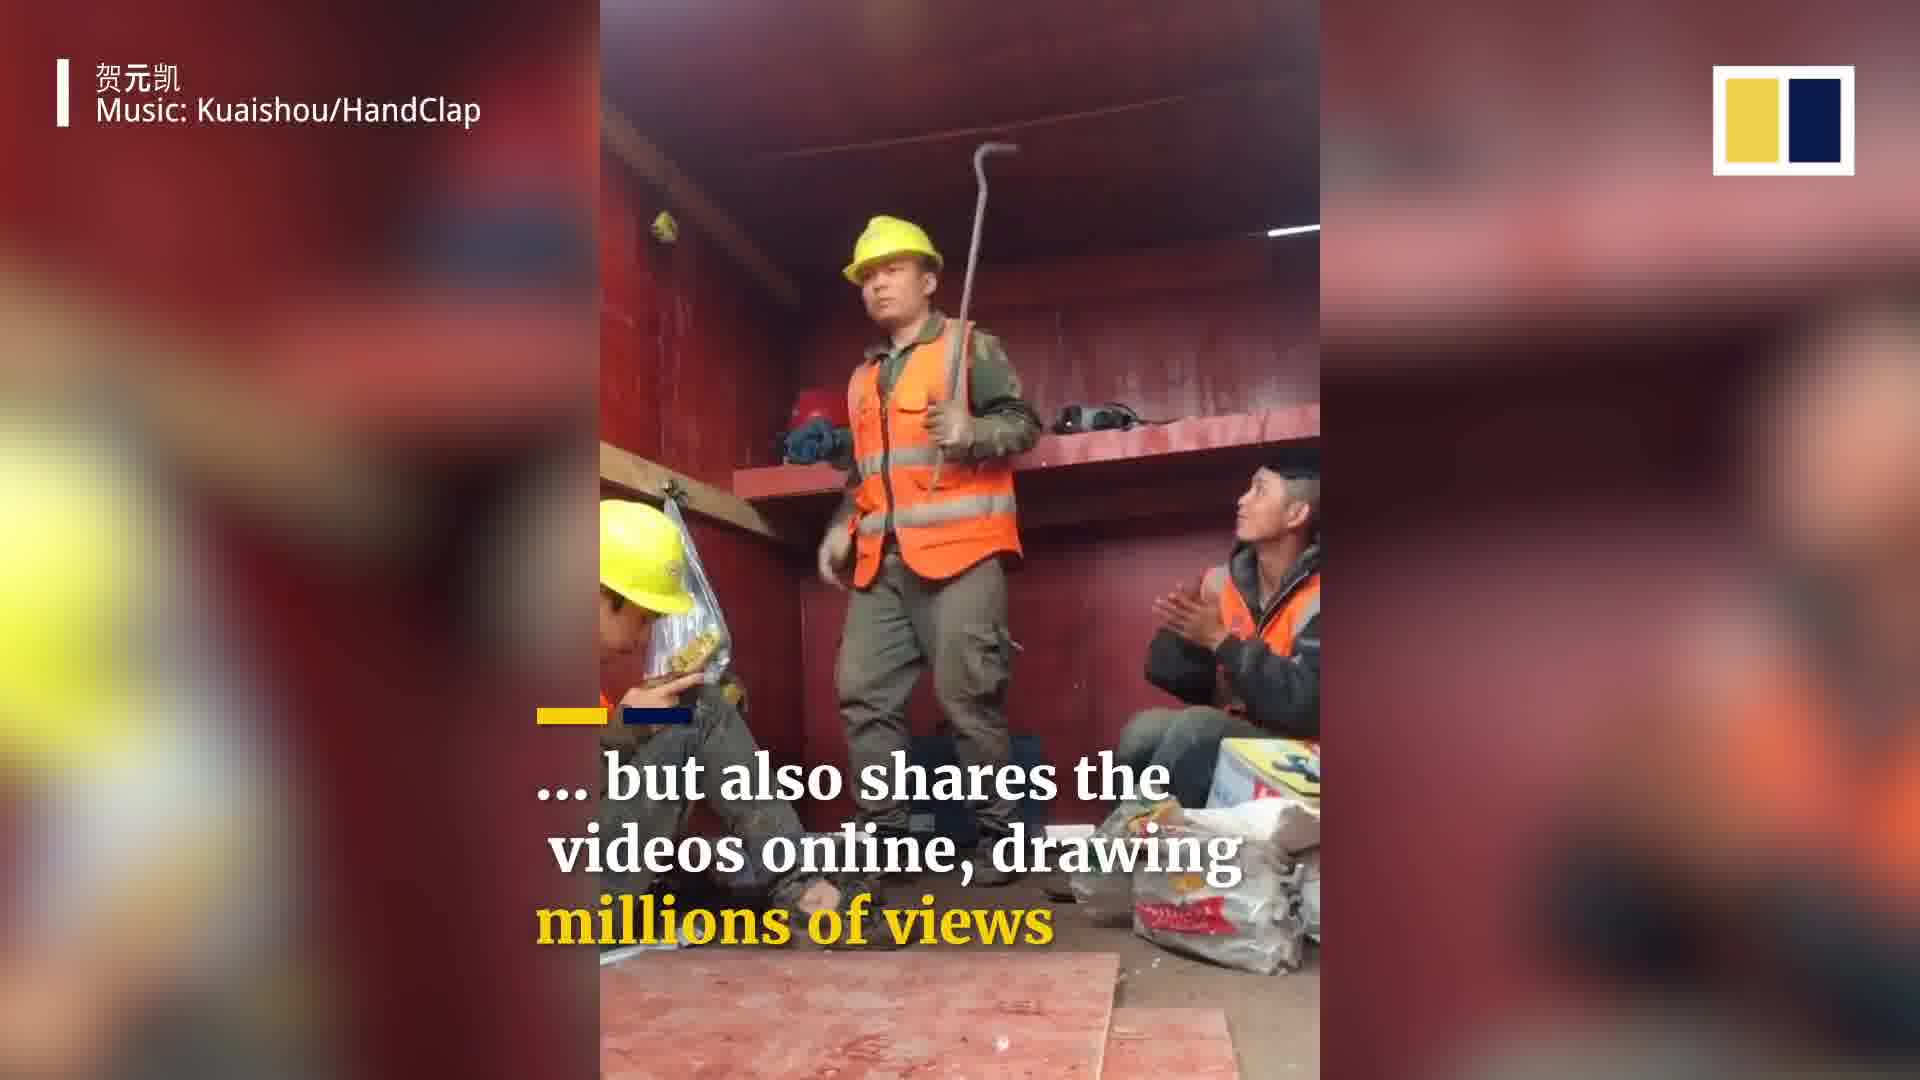 贺元凯
Music: Kuaishou/HandClap
... but also shares the
videos online, drawing
millions of views